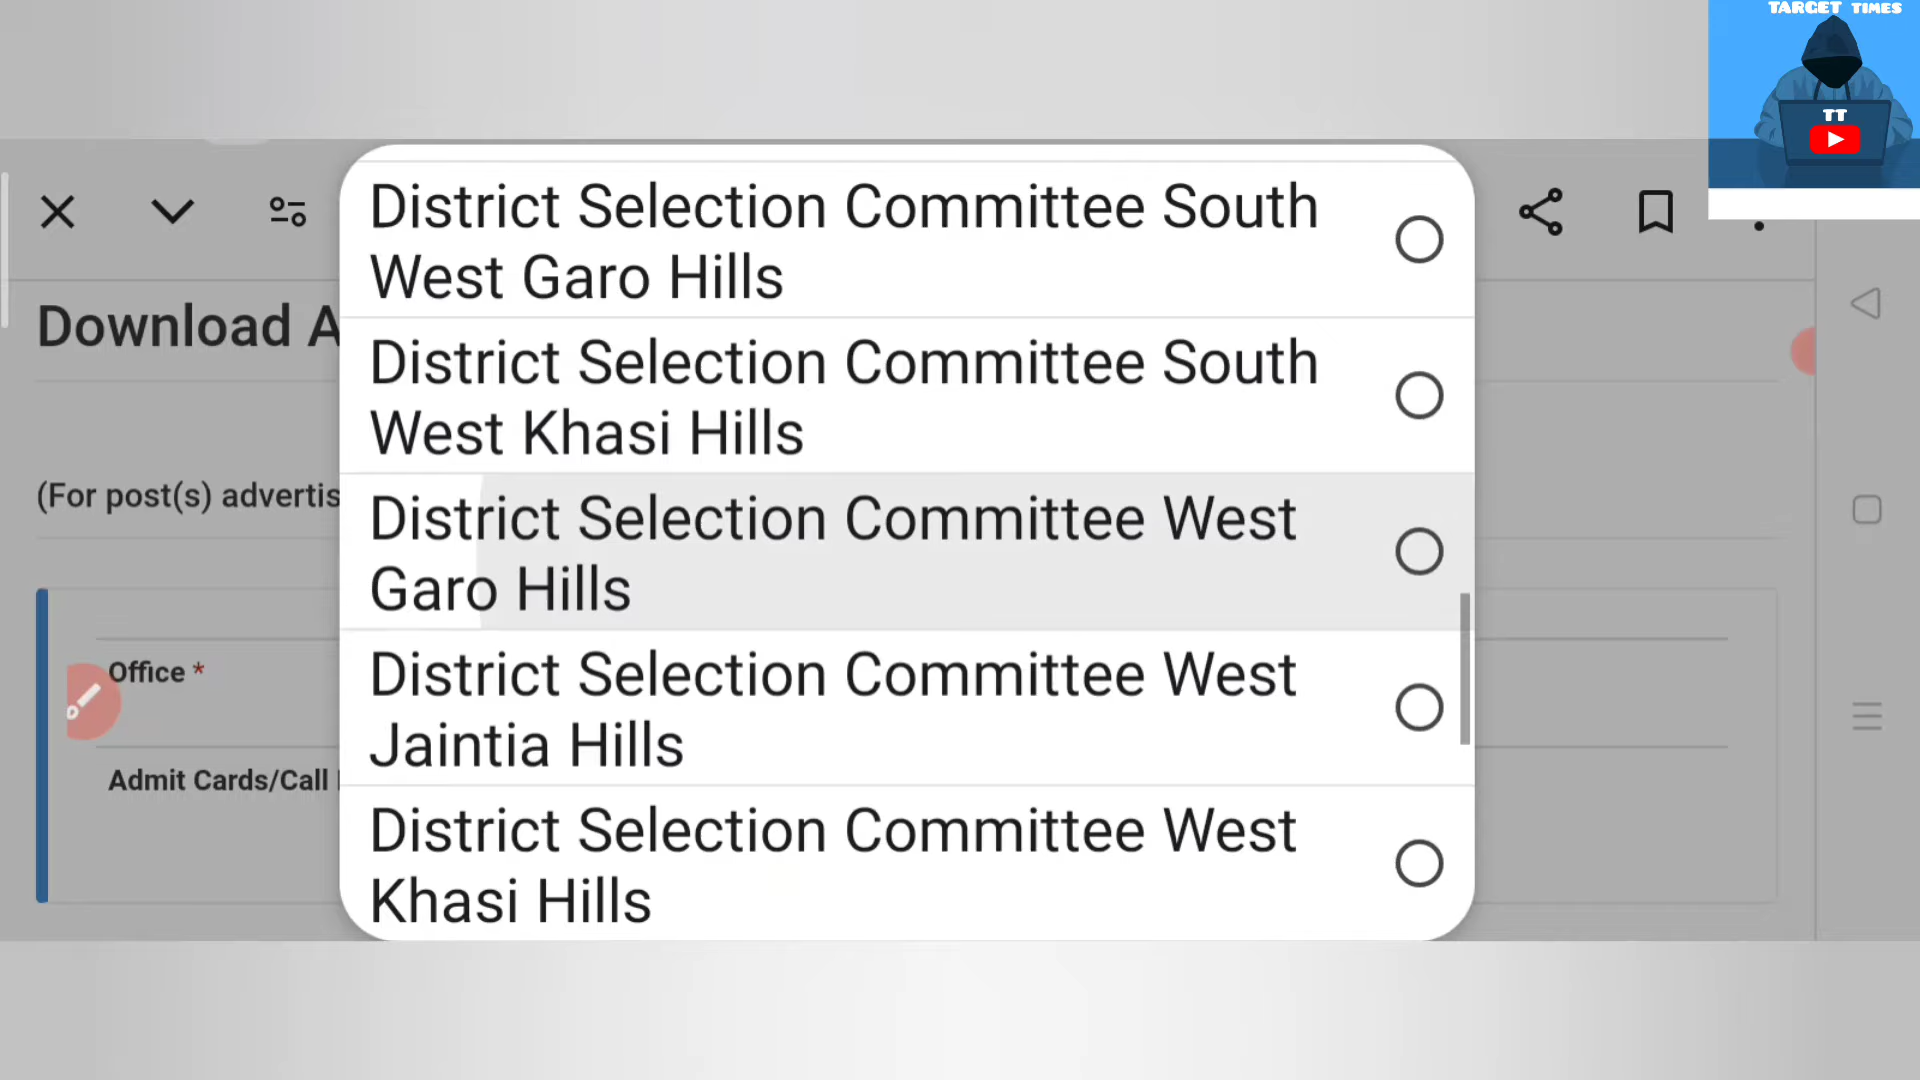 TARGET TIMES
TT
District Selection Committee South
West Garo Hills
Download A
District Selection Committee South
West Khasi Hills
(For post(s) advertis
District Selection Committee West
Garo Hills
Office *
District Selection Committee West
Jaintia Hills
Admit Cards/Call
District Selection Committee West
Khasi Hills